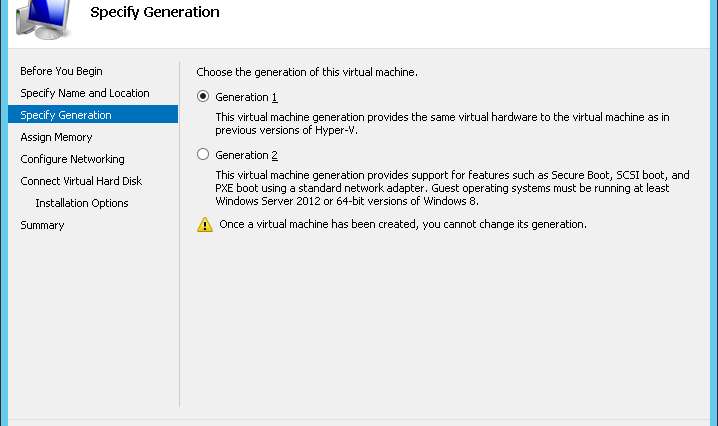 Specify Generation
Before You Begin
Specify Name and Location
Specify Generation
Assign Memory
Configure Networking
Connect Virtual Hard Disk
Installation Options
Summary
Choose the generation of this virtual machine.
Generation 1
This virtual machine generation provides the same virtual hardware to the virtual machine as in
previous versions of Hyper-V.
Generation 2
This virtual machine generation provides support for features such as Secure Boot, SCSI boot, and
PXE boot using a standard network adapter. Guest operating systems must be running at least
Windows Server 2012 or 64-bit versions of Windows 8.
Once a virtual machine has been created, you cannot change its generation.